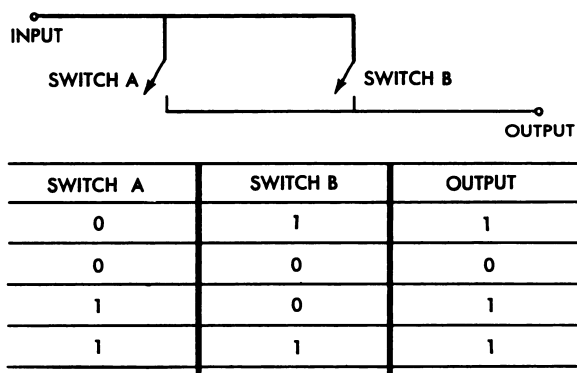 INPUT
SWITCH A
SWITCH B
OUTPUT
SWITCH A SWITCH B OUTPUT
0 1 1
0 0 0
1 0 1
1 1 1